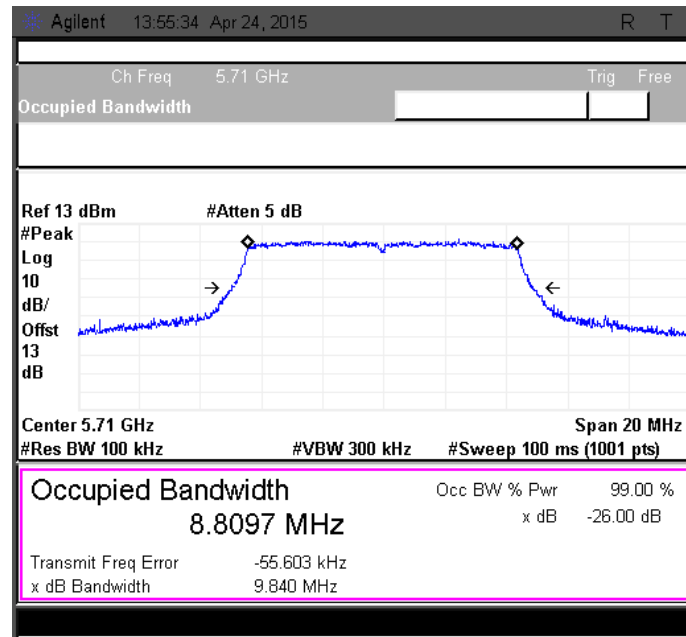 Agilent 13:55:34 Apr 24, 2015 R T
Ch Freq 5.71 GHz Trig Free
Occupied Bandwidth
Ref 13 dBm #Atten 5 dB
#Peak
Log
10
dB/
Offst
13
dB
Center 5.71 GHz Span 20 MHz
#Res BW 100 kHz #VBW 300 kHz #Sweep 100 ms (1001 pts)
Occupied Bandwidth Occ BW % Pwr 99.00 %
8.8097 MHz x dB -26.00 dB
Transmit Freq Error -55.603 kHz
x dB Bandwidth 9.840 MHz